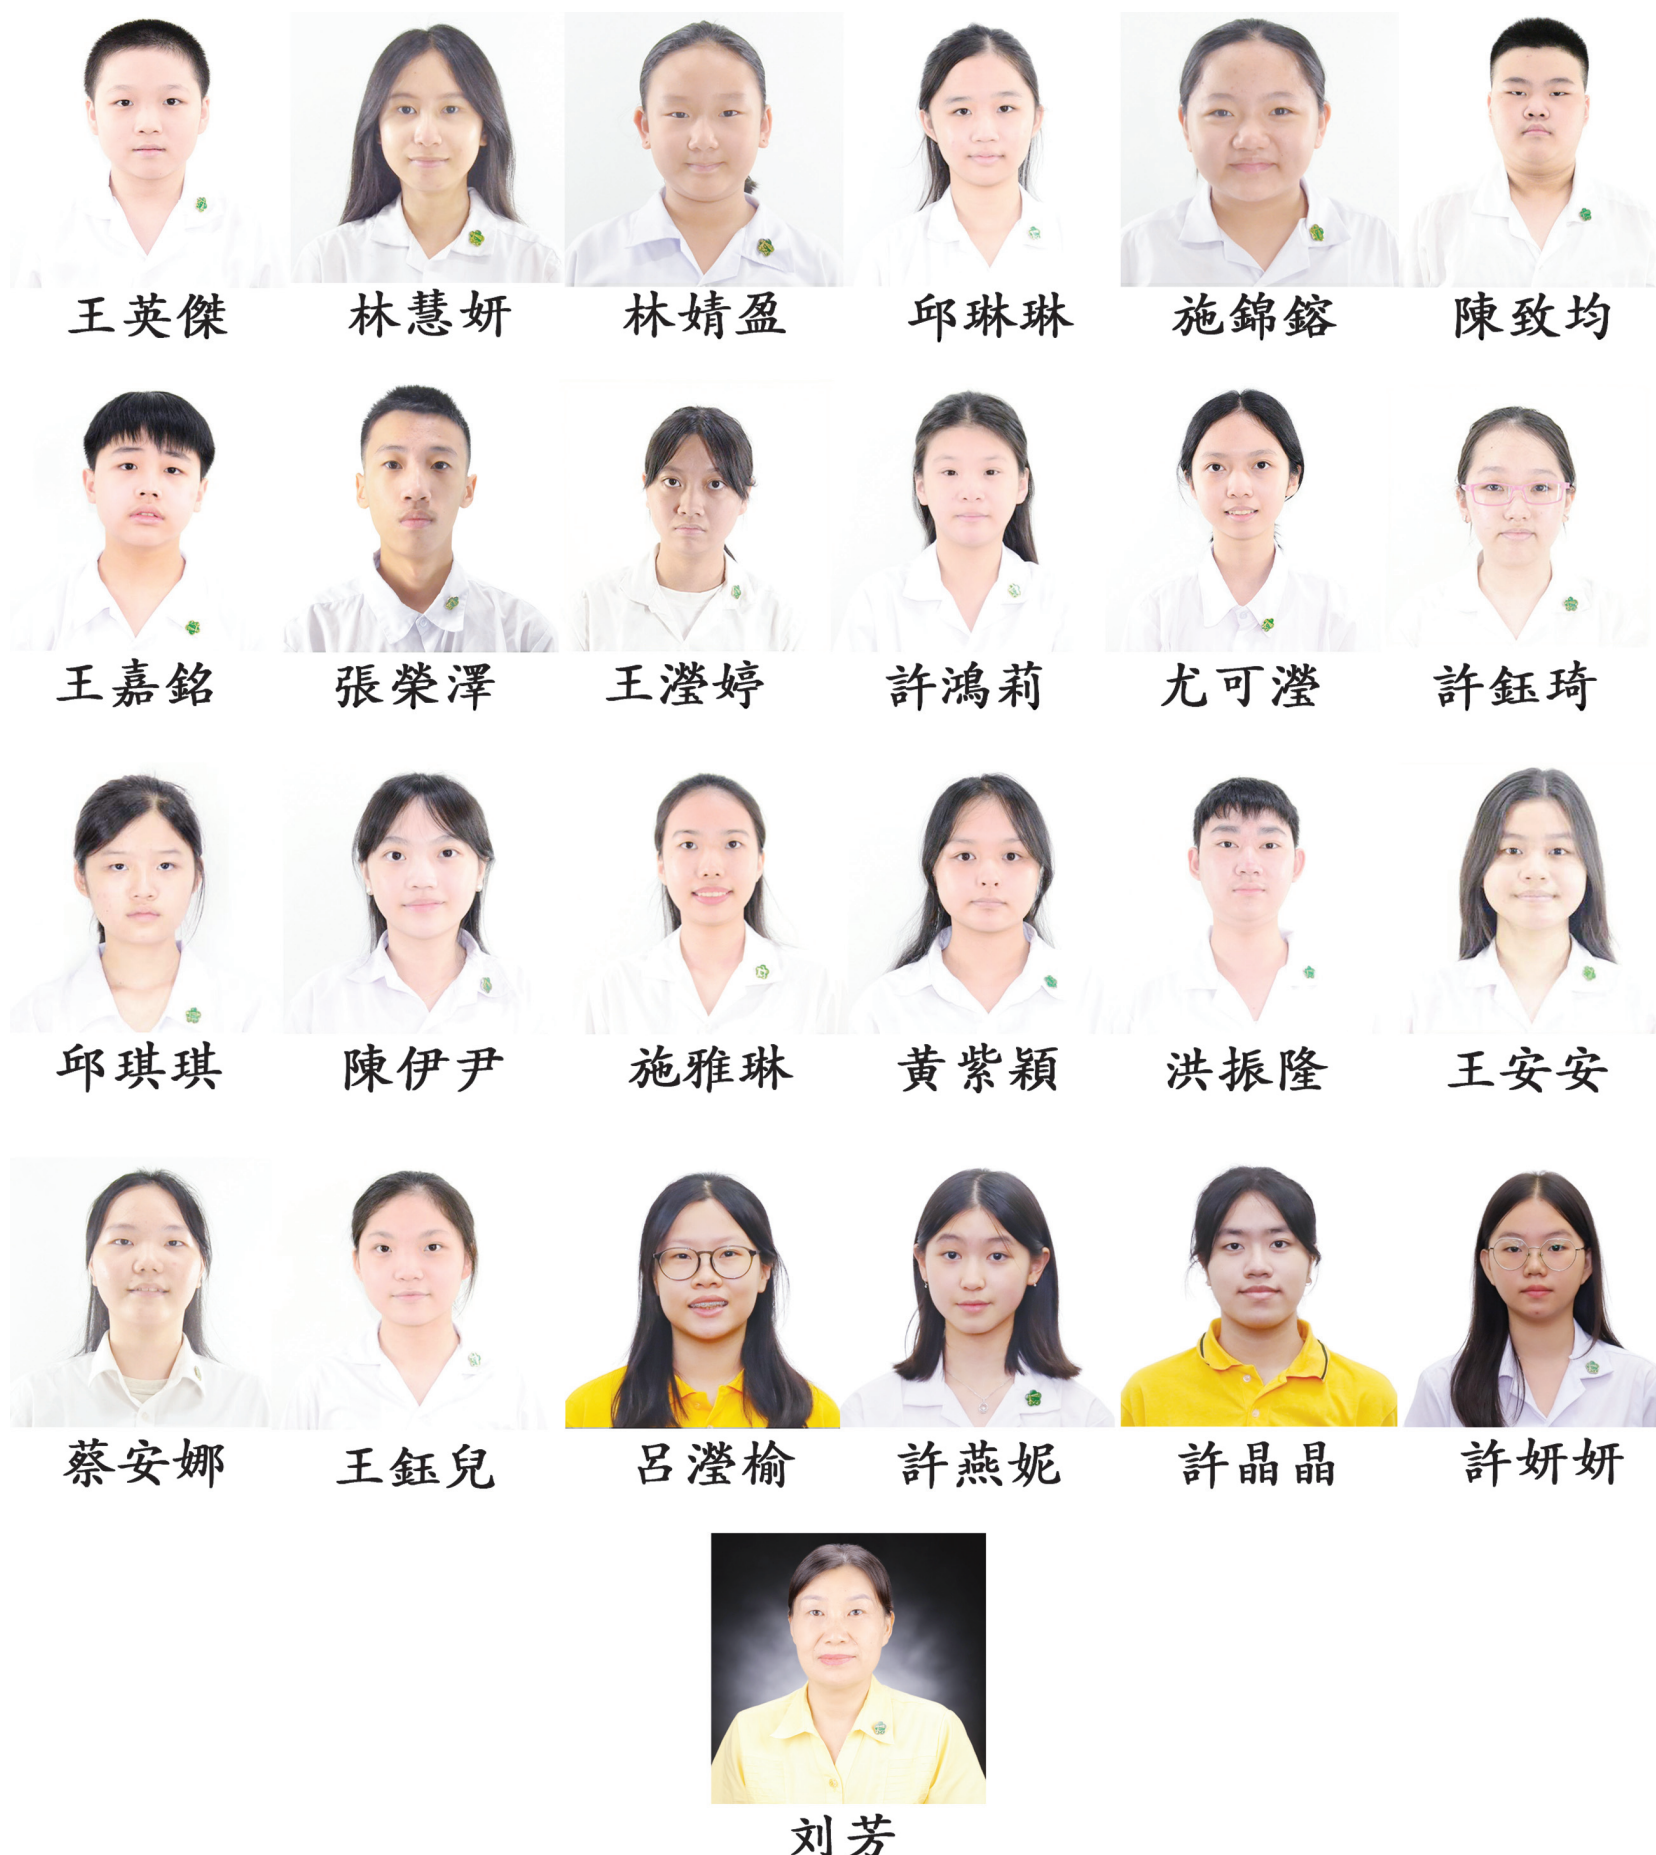 王英傑 林慧妍 林婧盈 邱琳琳 施錦鎔 陳致均
王嘉銘 張榮澤 王瀅婷 許鴻莉 尤可瀅 許鈺琦
邱琪琪 陳伊尹 施雅琳 黃紫穎 洪振隆 王安安
蔡安娜 王鈺兒 呂瀅榆 許燕妮 許晶晶 許妍妍
刘芳